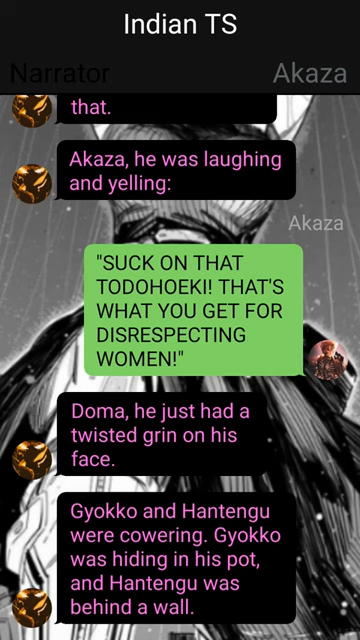 Indian TS
Narrator
Akaza
that.
Akaza, he was laughing
and yelling:
Akaza
"SUCK ON THAT
TODOHOEKI! THAT'S
WHAT YOU GET FOR
DISRESPECTING
WOMEN!"
Doma, he just had a
twisted grin on his
face.
Gyokko and Hantengu
were cowering. Gyokko
was hiding in his pot,
and Hantengu was
behind a wall.